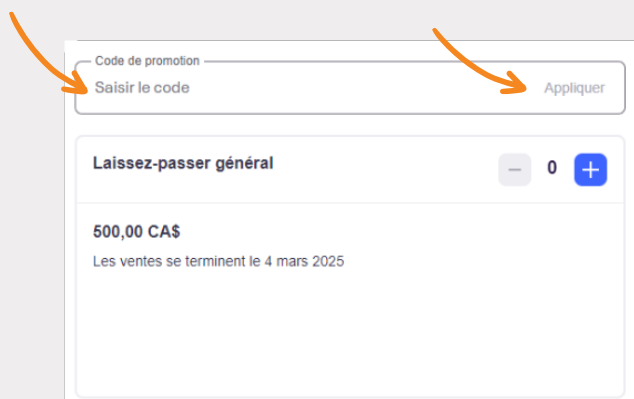 Code de promotion
Saisir le code Appliquer
Laissez-passer général − 0 +
500,00 CA$
Les ventes se terminent le 4 mars 2025